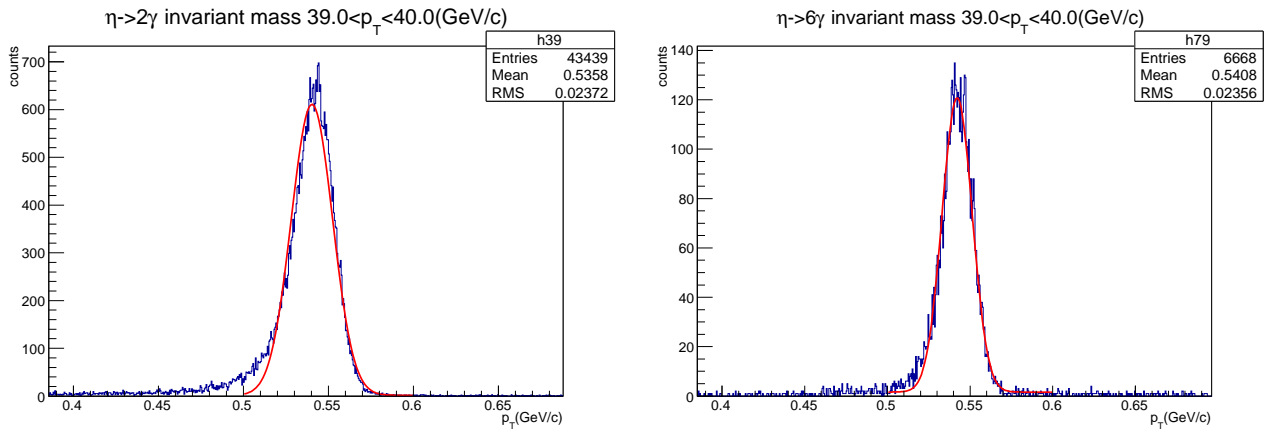 η->2γ invariant mass 39.0<p_T<40.0(GeV/c)
h39
Entries 43439
Mean 0.5358
RMS 0.02372
counts
700
600
500
400
300
200
100
0
0.4 0.45 0.5 0.55 0.6 0.65
p_T(GeV/c)
η->6γ invariant mass 39.0<p_T<40.0(GeV/c)
h79
Entries 6668
Mean 0.5408
RMS 0.02356
counts
140
120
100
80
60
40
20
0
0.4 0.45 0.5 0.55 0.6 0.65
p_T(GeV/c)